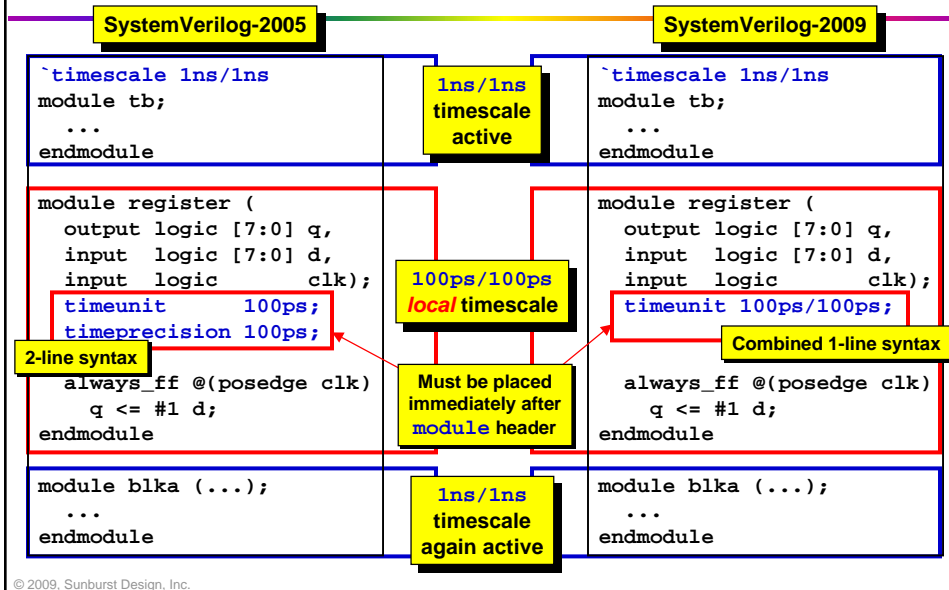 SystemVerilog-2005
SystemVerilog-2009
`timescale 1ns/1ns
module tb;
...
endmodule
1ns/1ns
timescale
active
`timescale 1ns/1ns
module tb;
...
endmodule
module register (
output logic [7:0] q,
input  logic [7:0] d,
input  logic       clk);
timeunit      100ps;
timeprecision 100ps;
2-line syntax
always_ff @(posedge clk)
q <= #1 d;
endmodule
100ps/100ps
local timescale
Must be placed
immediately after
module header
module register (
output logic [7:0] q,
input  logic [7:0] d,
input  logic       clk);
timeunit 100ps/100ps;
Combined 1-line syntax
always_ff @(posedge clk)
q <= #1 d;
endmodule
module blka (...);
...
endmodule
1ns/1ns
timescale
again active
module blka (...);
...
endmodule
© 2009, Sunburst Design, Inc.